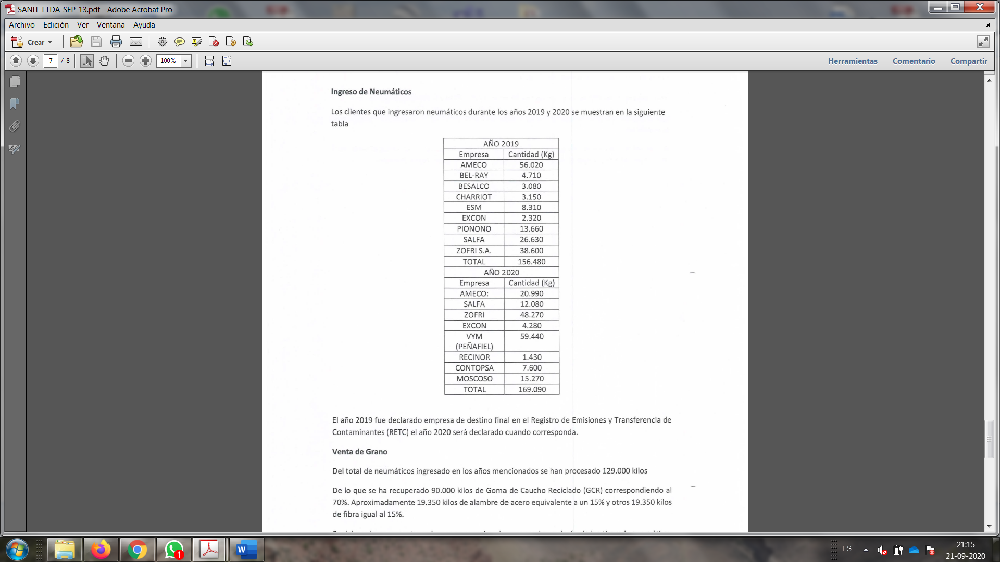 SANIT-LTDA-SEP-13.pdf - Adobe Acrobat Pro
Archivo Edición Ver Ventana Ayuda
Crear
7 / 8 100% Herramientas Comentario Compartir
Ingreso de Neumáticos
Los clientes que ingresaron neumáticos durante los años 2019 y 2020 se muestran en la siguiente
tabla
AÑO 2019
Empresa Cantidad (Kg)
AMECO 56.020
BEL-RAY 4.710
BESALCO 3.080
CHARRIOT 3.150
ESM 8.310
EXCON 2.320
PIONONO 13.660
SALFA 26.630
ZOFRI S.A. 38.600
TOTAL 156.480
AÑO 2020
Empresa Cantidad (Kg)
AMECO: 20.990
SALFA 12.080
ZOFRI 48.270
EXCON 4.280
VYM 59.440
(PEÑAFIEL)
RECINOR 1.430
CONTOPSA 7.600
MOSCOSO 15.270
TOTAL 169.090
El año 2019 fue declarado empresa de destino final en el Registro de Emisiones y Transferencia de
Contaminantes (RETC) el año 2020 será declarado cuando corresponda.
Venta de Grano
Del total de neumáticos ingresado en los años mencionados se han procesado 129.000 kilos
De lo que se ha recuperado 90.000 kilos de Goma de Caucho Reciclado (GCR) correspondiendo al
70%. Aproximadamente 19.350 kilos de alambre de acero equivalente a un 15% y otros 19.350 kilos
de fibra igual al 15%.
1
W
ES
21:15
21-09-2020